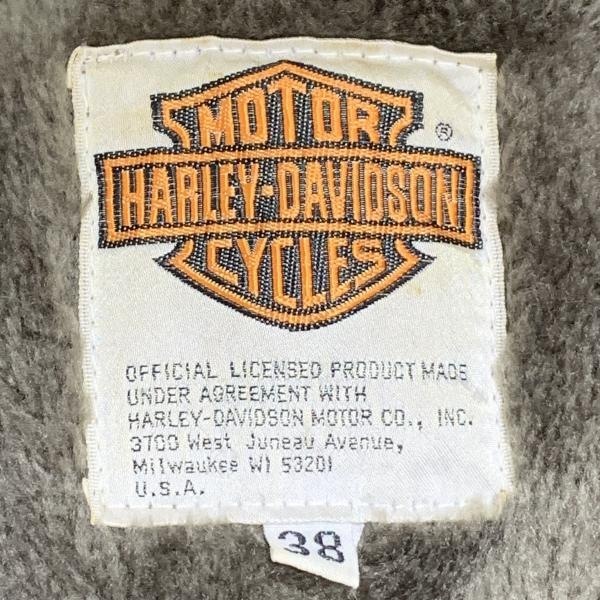 MOTOR
®
HARLEY-DAVIDSON
CYCLES
OFFICIAL LICENSED PRODUCT MADE
UNDER AGREEMENT WITH
HARLEY-DAVIDSON MOTOR CO., INC.
3700 West Juneau Avenue,
Milwaukee WI 53201
U.S.A.
38